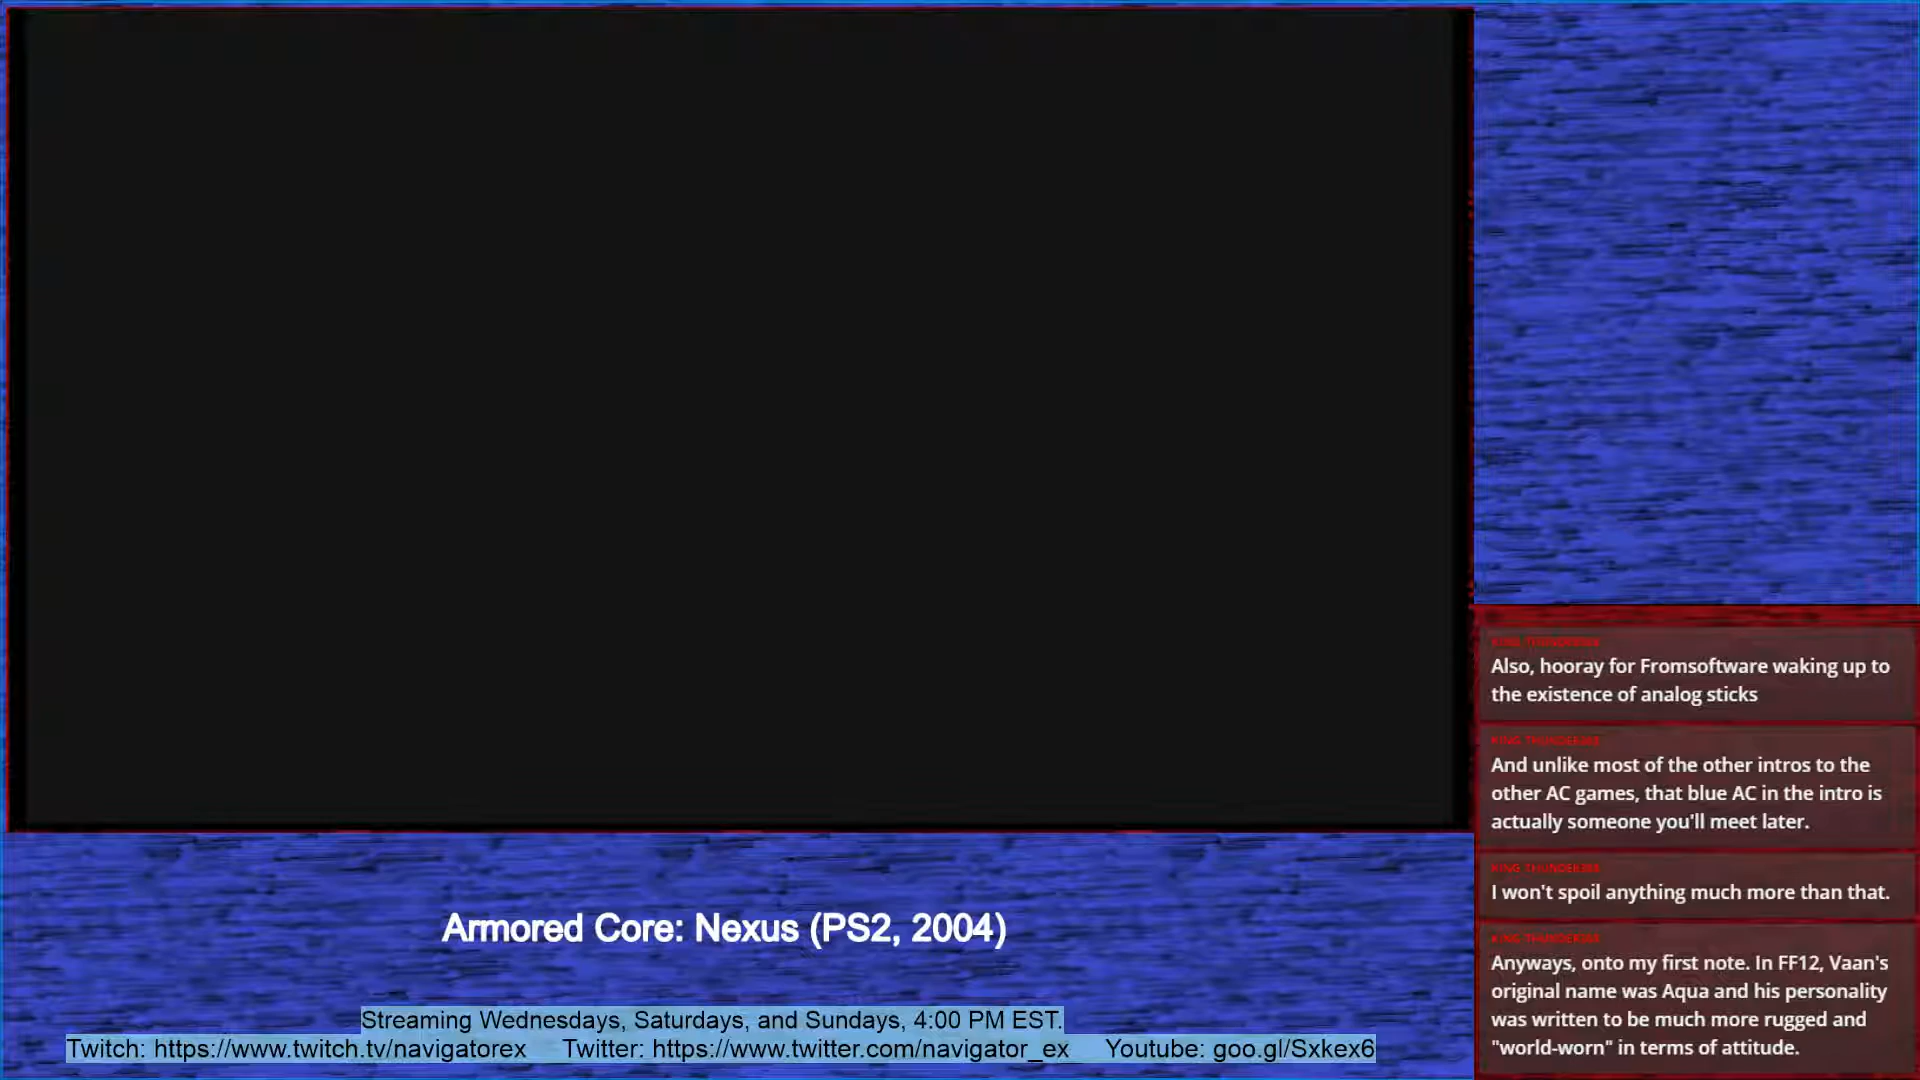 KING THUNDER368
Also, hooray for Fromsoftware waking up to
the existence of analog sticks
And unlike most of the other intros to the
other AC games, that blue AC in the intro is
actually someone you'll meet later.
I won't spoil anything much more than that.
Anyways, onto my first note. In FF12, Vaan's
original name was Aqua and his personality
was written to be much more rugged and
"world-worn" in terms of attitude.
Armored Core: Nexus (PS2, 2004)
Streaming Wednesdays, Saturdays, and Sundays, 4:00 PM EST.
Twitch: https://www.twitch.tv/navigatorex Twitter: https://www.twitter.com/navigator_ex Youtube: goo.gl/Sxkex6